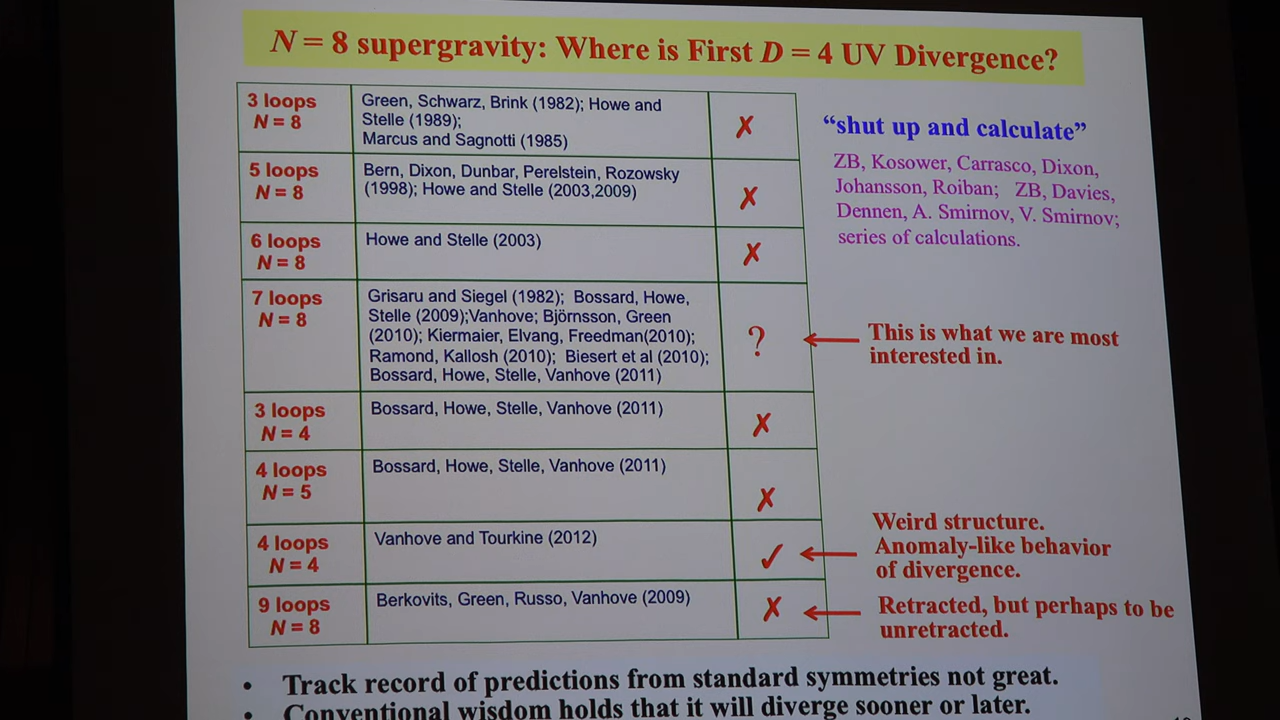 N = 8 supergravity: Where is First D = 4 UV Divergence?
3 loops
N = 8
Green, Schwarz, Brink (1982); Howe and
Stelle (1989);
Marcus and Sagnotti (1985)
✗
5 loops
N = 8
Bern, Dixon, Dunbar, Perelstein, Rozowsky
(1998); Howe and Stelle (2003,2009)
✗
6 loops
N = 8
Howe and Stelle (2003)
✗
7 loops
N = 8
Grisaru and Siegel (1982); Bossard, Howe,
Stelle (2009);Vanhove; Björnsson, Green
(2010); Kiermaier, Elvang, Freedman(2010);
Ramond, Kallosh (2010); Biesert et al (2010);
Bossard, Howe, Stelle, Vanhove (2011)
?
3 loops
N = 4
Bossard, Howe, Stelle, Vanhove (2011)
✗
4 loops
N = 5
Bossard, Howe, Stelle, Vanhove (2011)
✗
4 loops
N = 4
Vanhove and Tourkine (2012)
✓
9 loops
N = 8
Berkovits, Green, Russo, Vanhove (2009)
✗
“shut up and calculate”
ZB, Kosower, Carrasco, Dixon,
Johansson, Roiban; ZB, Davies,
Dennen, A. Smirnov, V. Smirnov;
series of calculations.
This is what we are most
interested in.
Weird structure.
Anomaly-like behavior
of divergence.
Retracted, but perhaps to be
unretracted.
• Track record of predictions from standard symmetries not great.
• Conventional wisdom holds that it will diverge sooner or later.